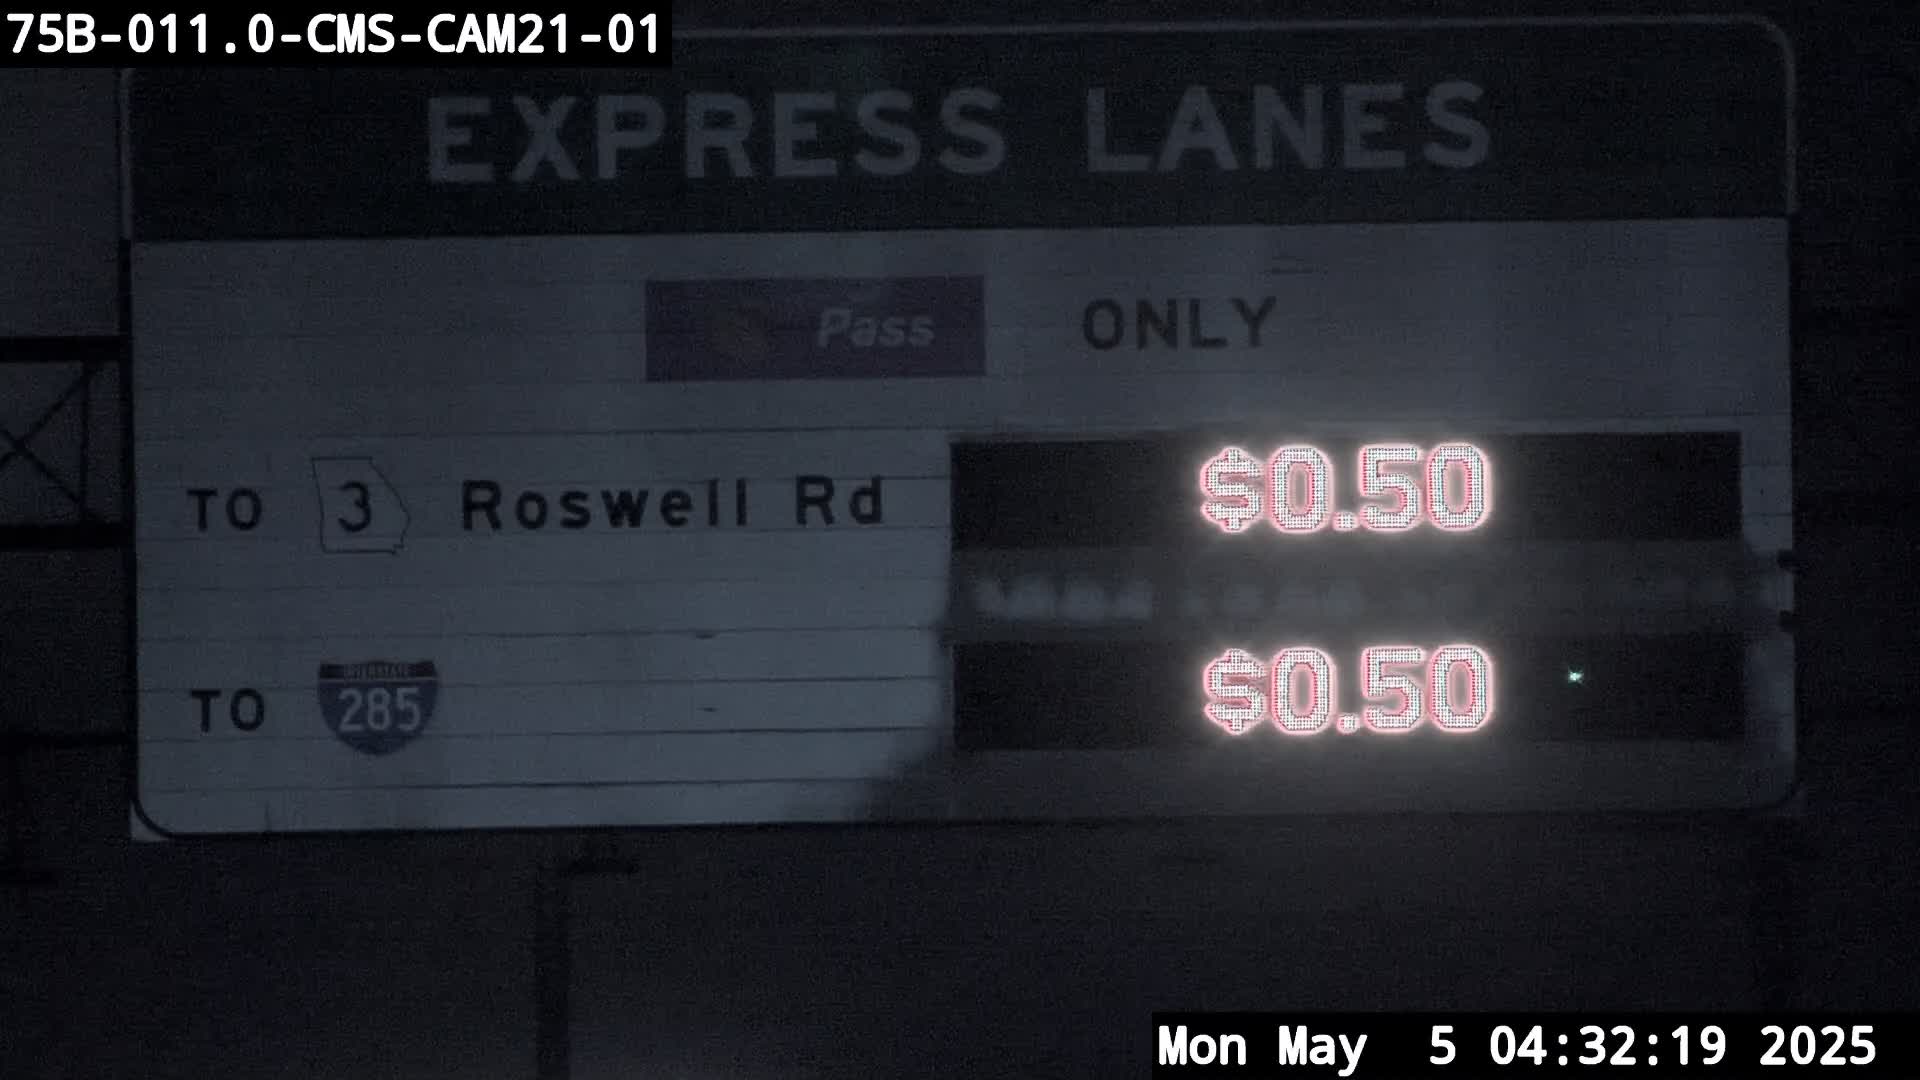 75B-011.0-CMS-CAM21-01
EXPRESS LANES
Pass ONLY
TO 3 Roswell Rd $0.50
TO INTERSTATE 285 $0.50
Mon May 5 04:32:19 2025